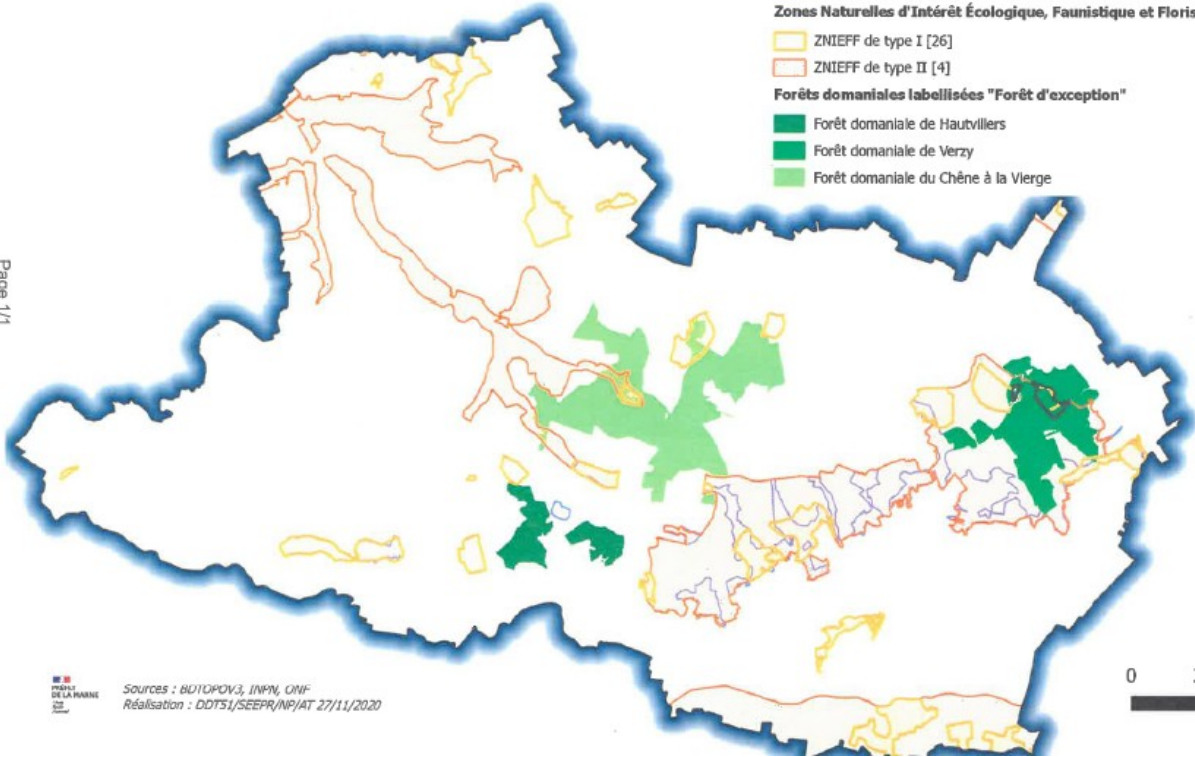 Zones Naturelles d'Intérêt Écologique, Faunistique et Floris
ZNIEFF de type I [26]
ZNIEFF de type II [4]
Forêts domaniales labellisées "Forêt d'exception"
Forêt domaniale de Hautvillers
Forêt domaniale de Verzy
Forêt domaniale du Chêne à la Vierge
Page 1/1
PRÉFET
DE LA MARNE
Sources : BDTOPOV3, INPN, ONF
Réalisation : DDT51/SEEPR/NP/AT 27/11/2020
0